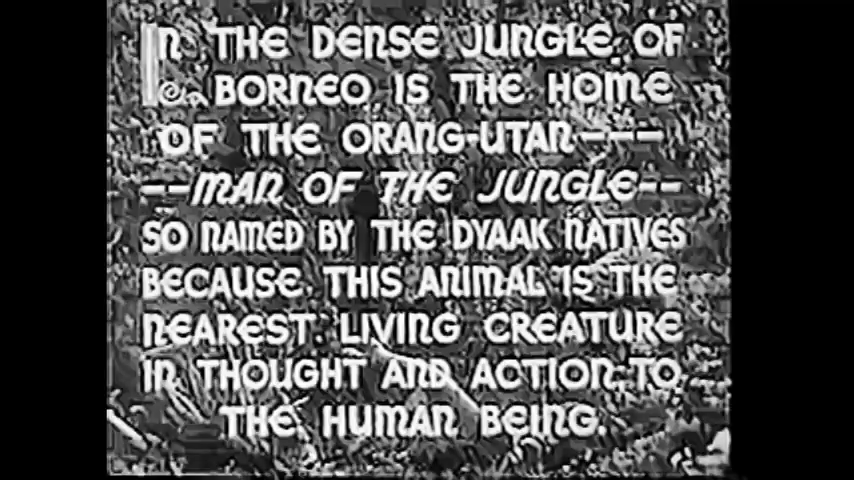 IN THE DENSE JUNGLE OF
BORNEO IS THE HOME
OF THE ORANG-UTAN---
--MAN OF THE JUNGLE--
SO NAMED BY THE DYAAK NATIVES
BECAUSE THIS ANIMAL IS THE
NEAREST LIVING CREATURE
IN THOUGHT AND ACTION TO
THE HUMAN BEING.